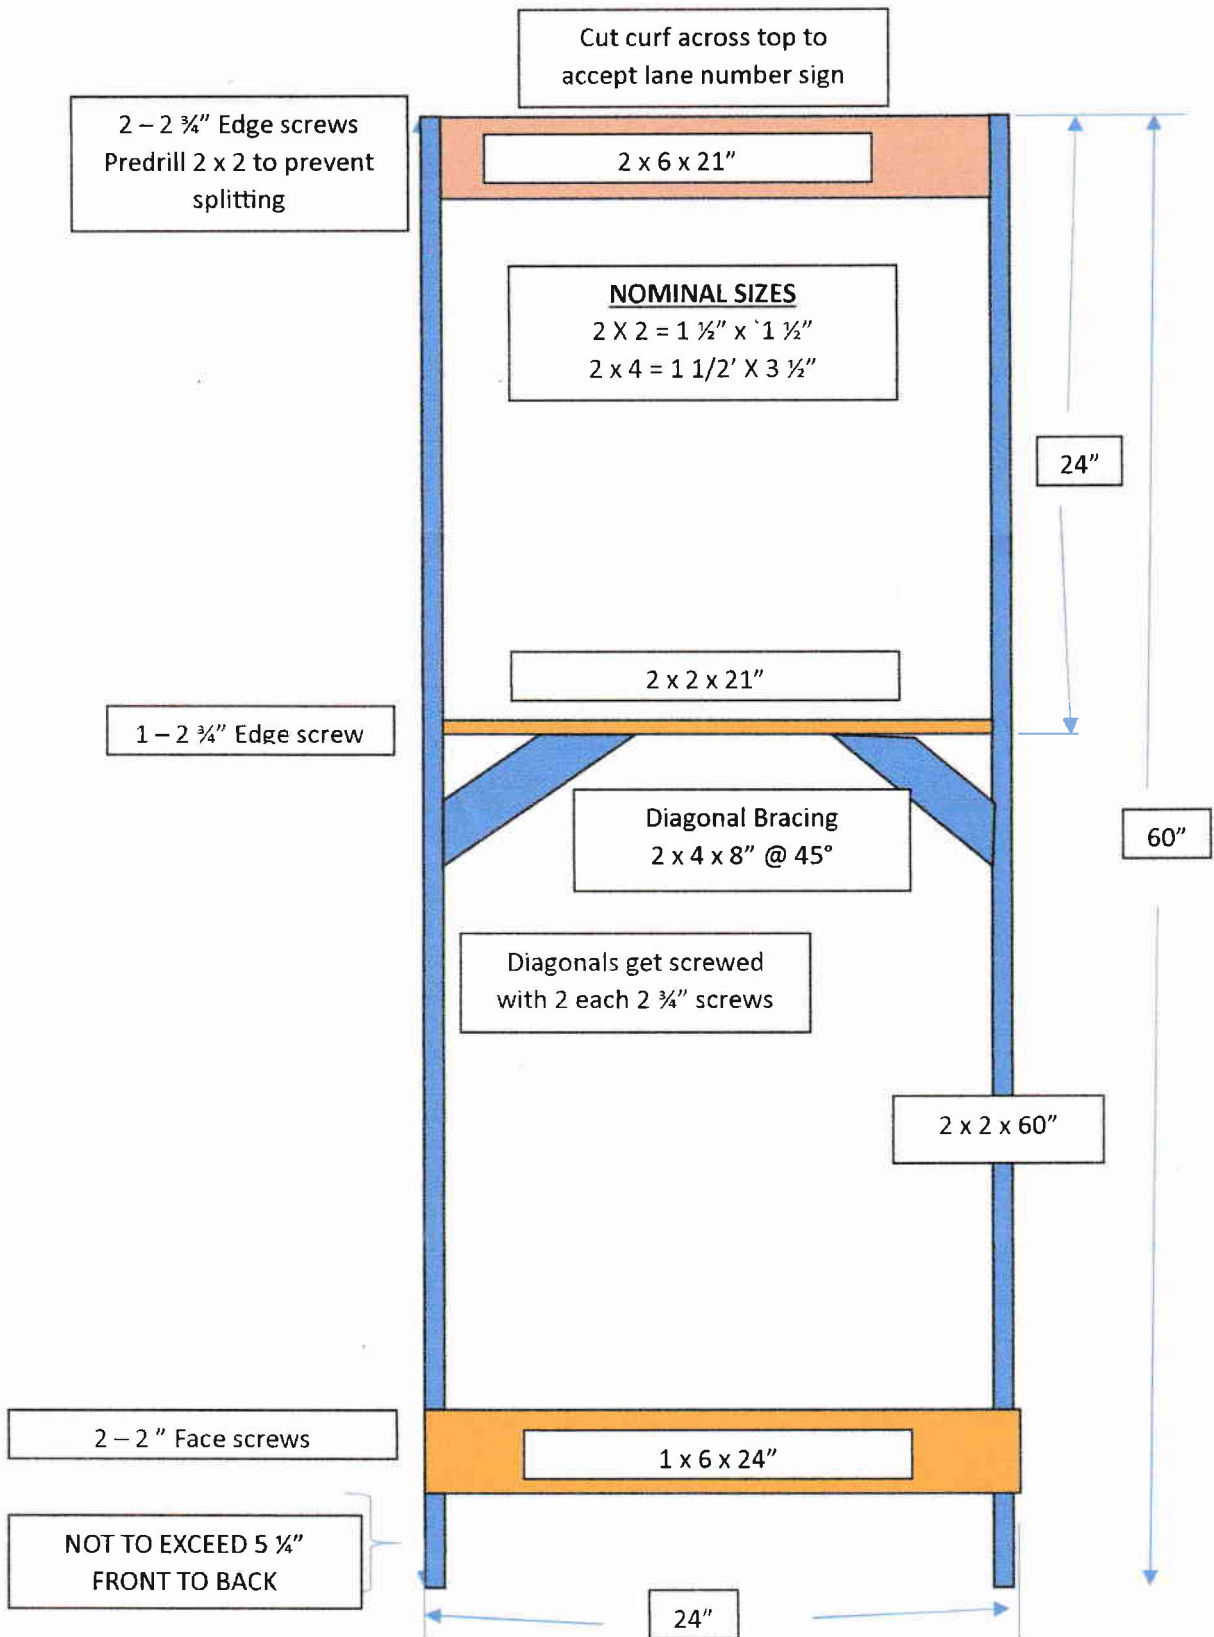 Cut curf across top to
accept lane number sign
2 – 2 ¾” Edge screws
Predrill 2 x 2 to prevent
splitting
2 x 6 x 21”
NOMINAL SIZES
2 X 2 = 1 ½” x `1 ½”
2 x 4 = 1 1/2’ X 3 ½”
24”
2 x 2 x 21”
1 – 2 ¾” Edge screw
Diagonal Bracing
2 x 4 x 8” @ 45°
60”
Diagonals get screwed
with 2 each 2 ¾” screws
2 x 2 x 60”
2 – 2 ” Face screws
1 x 6 x 24”
NOT TO EXCEED 5 ¼”
FRONT TO BACK
24”